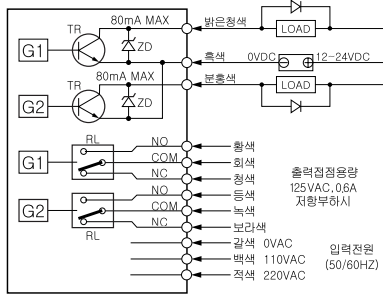 TR 80mA MAX 밝은청색 LOAD
G1 ZD
흑색 0VDC 12-24VDC
TR 80mA MAX 분홍색 LOAD
G2 ZD
RL NO 황색
G1 COM 회색
NC 청색
출력접점용량
125VAC, 0.6A
저항부하시
NO 등색
G2 COM 녹색
RL NC 보라색
갈색 0VAC
백색 110VAC
적색 220VAC
입력전원
(50/60HZ)